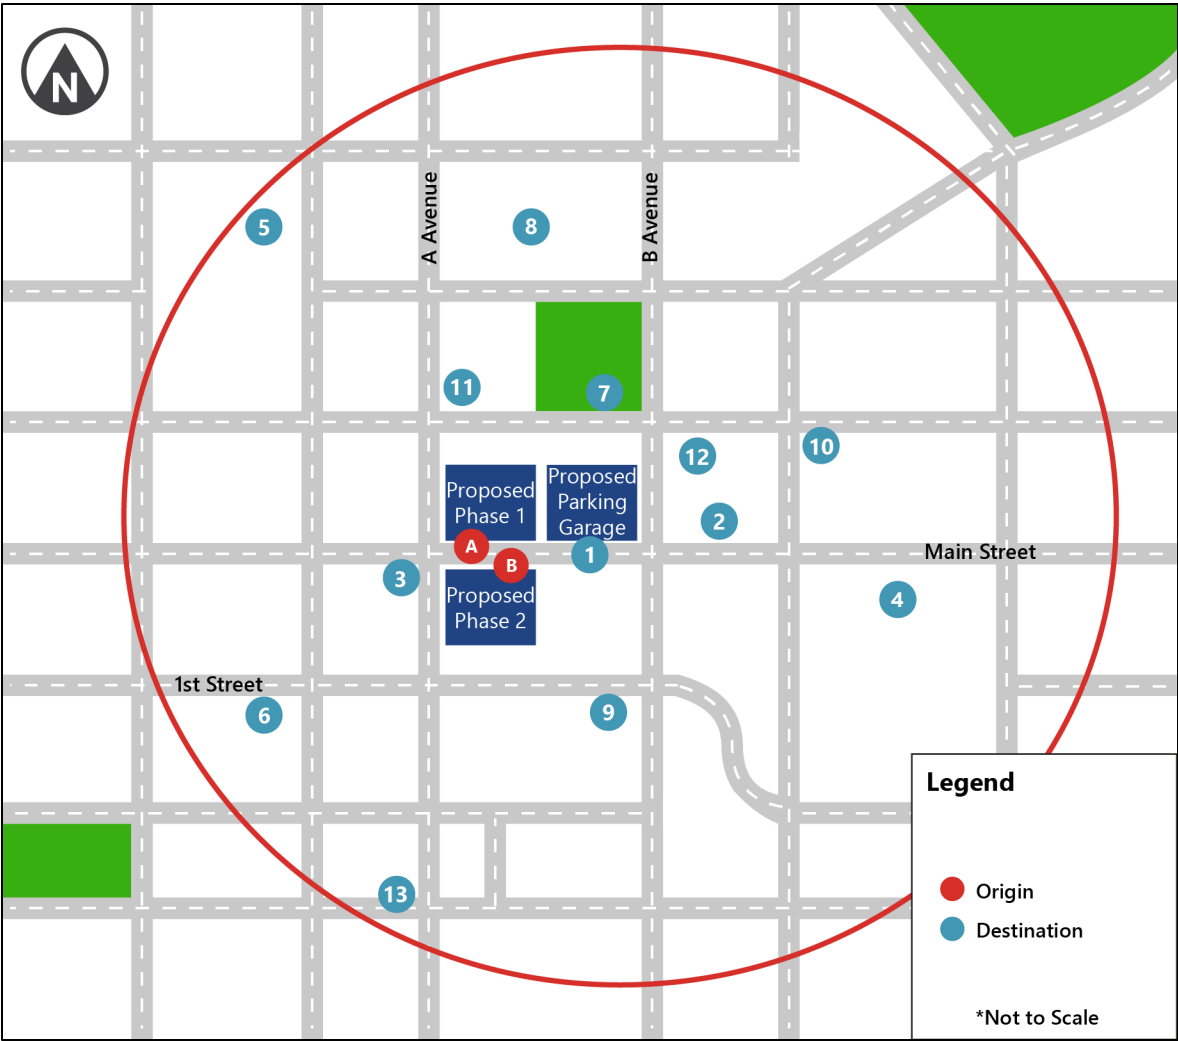 N
A Avenue
B Avenue
5
8
11
7
12
10
Proposed
Phase 1
Proposed
Parking
Garage
2
A
B
1
Main Street
3
Proposed
Phase 2
4
1st Street
6
9
13
Legend
Origin
Destination
*Not to Scale